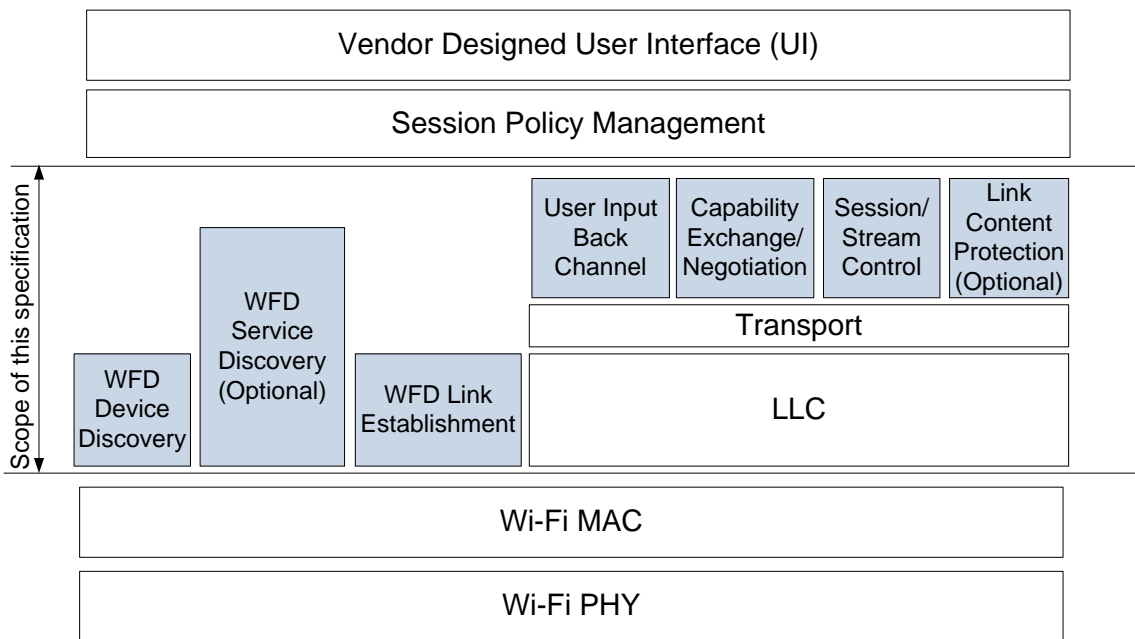 Vendor Designed User Interface (UI)
Session Policy Management
Scope of this specification
User Input
Back
Channel
Capability
Exchange/
Negotiation
Session/
Stream
Control
Link
Content
Protection
(Optional)
WFD
Service
Discovery
(Optional)
Transport
WFD
Device
Discovery
WFD Link
Establishment
LLC
Wi-Fi MAC
Wi-Fi PHY